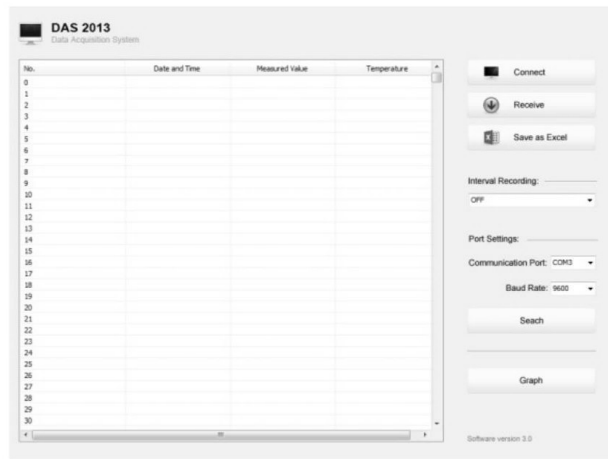 DAS 2013
Data Acquisition System
No. Date and Time Measured Value Temperature
0
1
2
3
4
5
6
7
8
9
10
11
12
13
14
15
16
17
18
19
20
21
22
23
24
25
26
27
28
29
30
Connect
Receive
Save as Excel
Interval Recording:
OFF
Port Settings:
Communication Port: COM3
Baud Rate: 9600
Seach
Graph
Software version 3.0